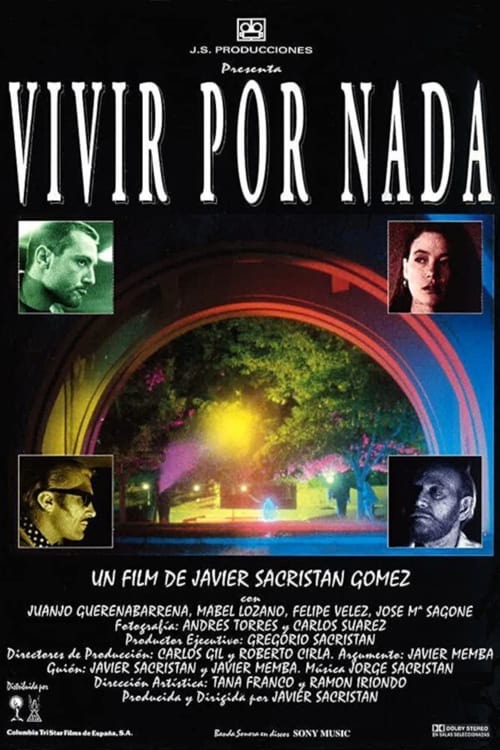 J.S. PRODUCCIONES
Presenta
VIVIR POR NADA
UN FILM DE JAVIER SACRISTAN GOMEZ
con
JUANJO GUERENABARRENA, MABEL LOZANO, FELIPE VELEZ, JOSE Mª SAGONE
Fotografía: ANDRES TORRES y CARLOS SUAREZ
Productor Ejecutivo: GREGORIO SACRISTAN
Directores de Producción: CARLOS GIL y ROBERTO CIRLA. Argumento: JAVIER MEMBA
Guión: JAVIER SACRISTAN y JAVIER MEMBA. Música JORGE SACRISTAN
Dirección Artística: TANA FRANCO y RAMON IRIONDO
Producida y Dirigida por JAVIER SACRISTAN
Distribuida por
Columbia TriStar Films de España, S.A.
Banda Sonora en discos SONY MUSIC
DOLBY STEREO
EN SALAS SELECCIONADAS